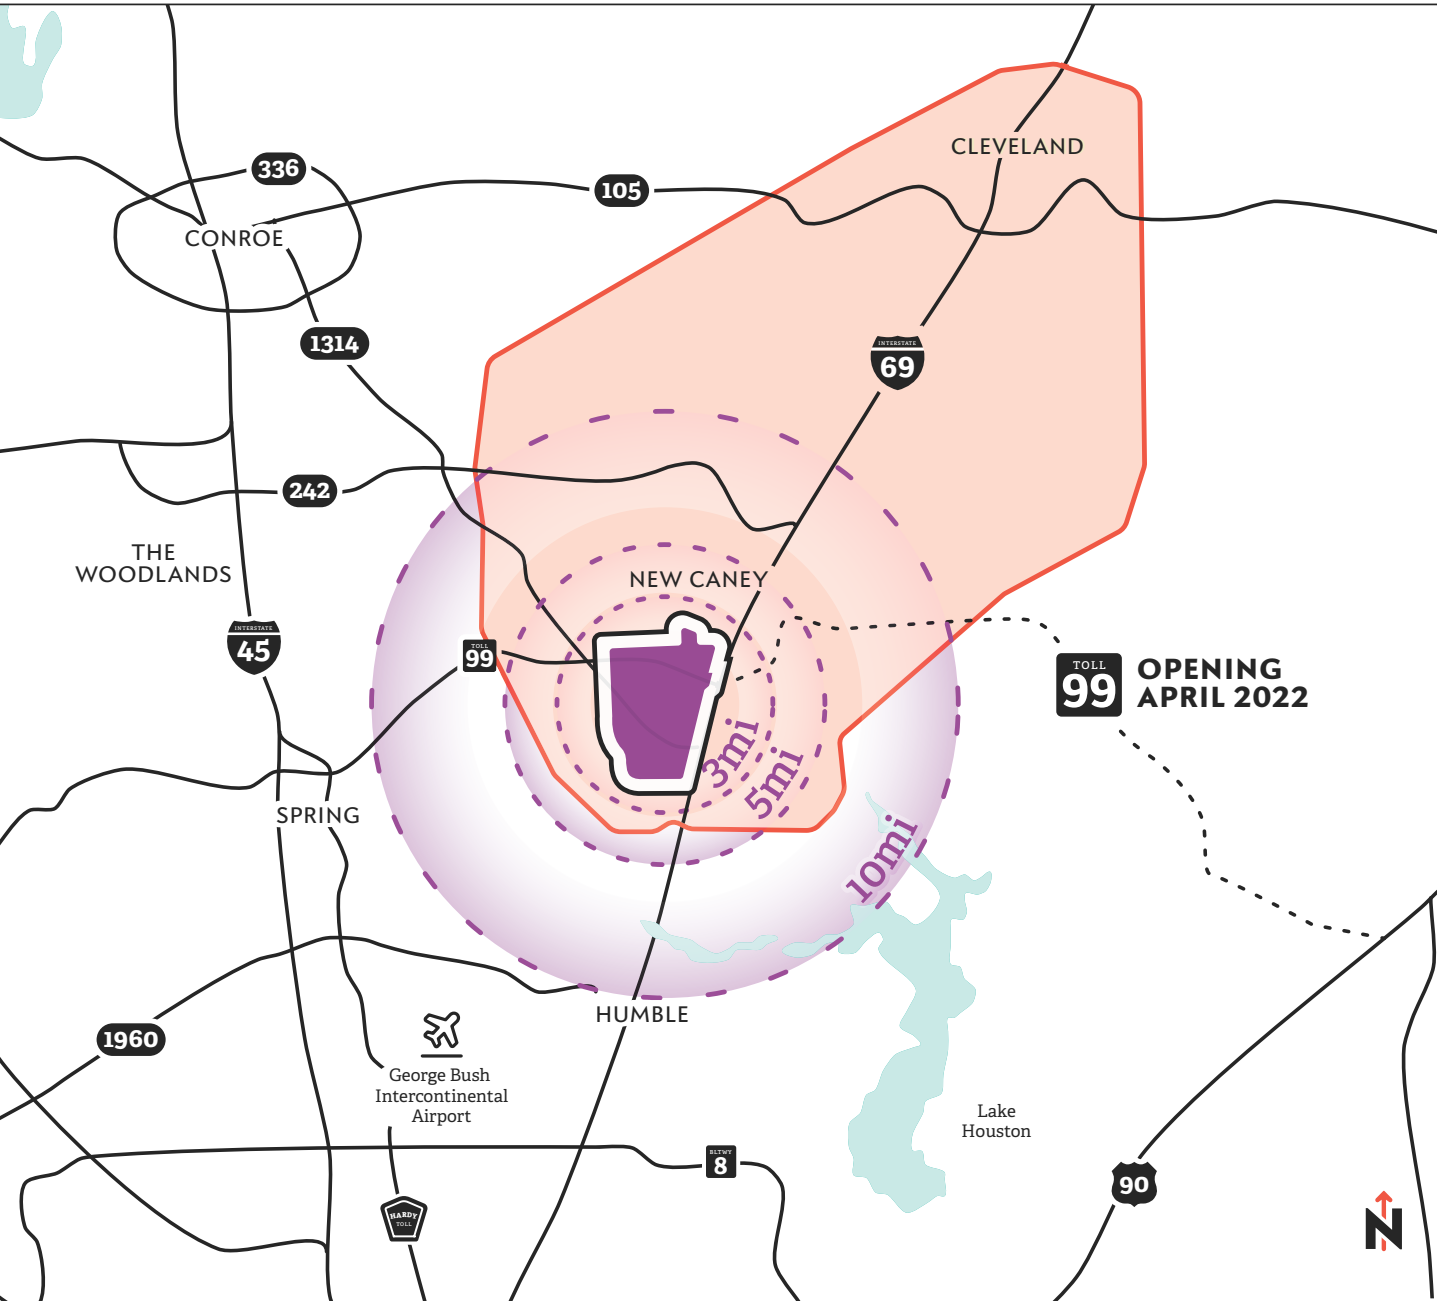 CLEVELAND
336
105
CONROE
1314
INTERSTATE
69
242
THE
WOODLANDS
NEW CANEY
INTERSTATE
45
TOLL
99
TOLL
99
OPENING
APRIL 2022
3mi
5mi
10mi
SPRING
HUMBLE
1960
George Bush
Intercontinental
Airport
Lake
Houston
BLTWY
8
90
HARDY
TOLL
N